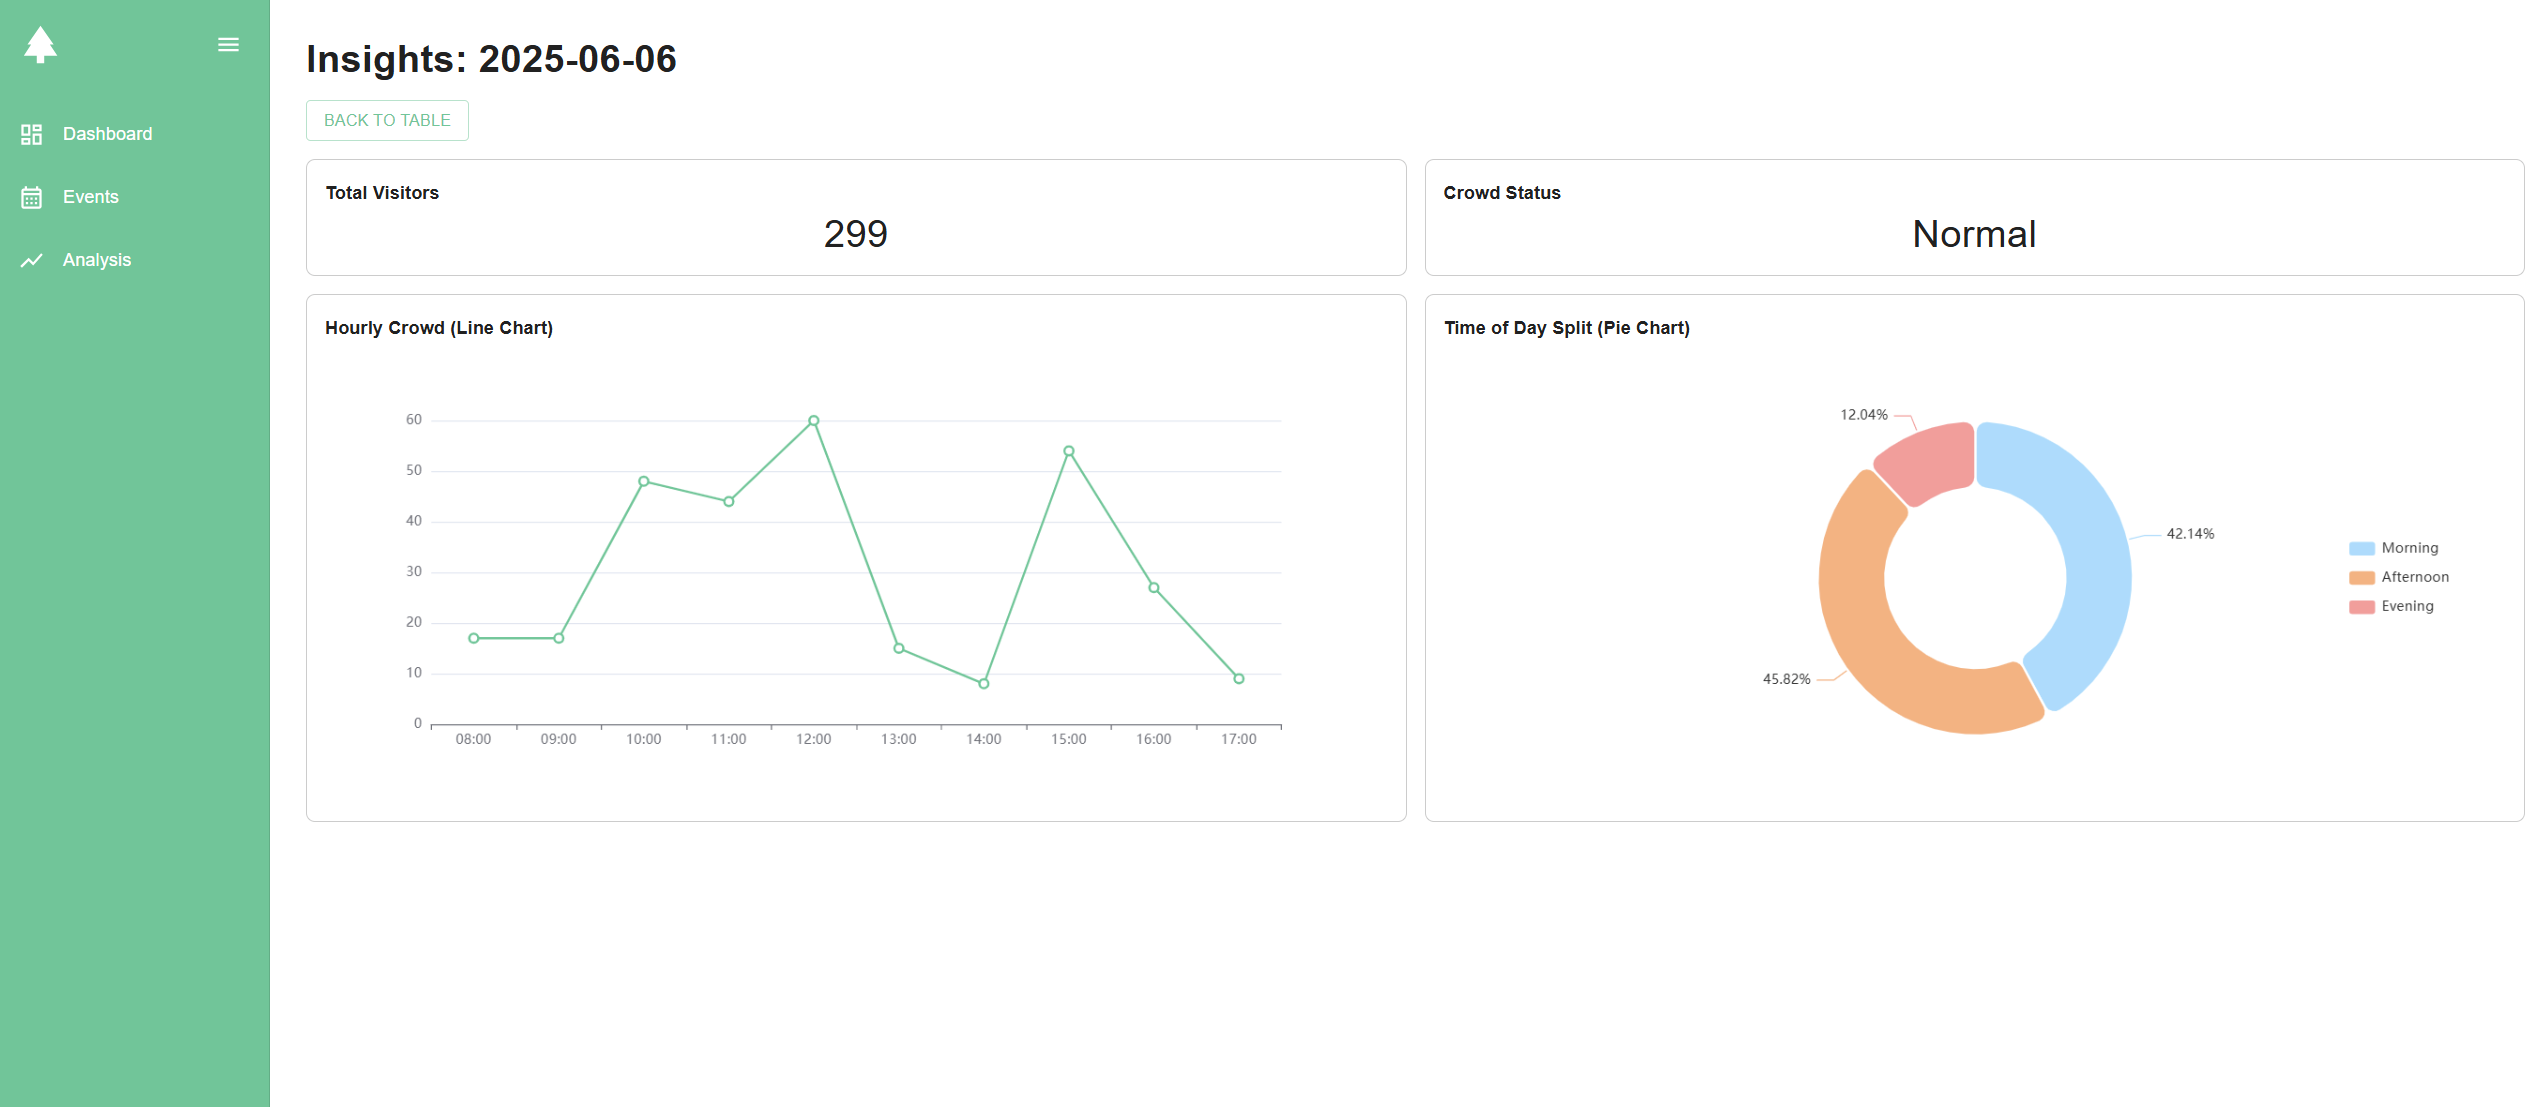 Insights: 2025-06-06
BACK TO TABLE
Dashboard
Events
Analysis
Total Visitors
299
Crowd Status
Normal
Hourly Crowd (Line Chart)
60
50
40
30
20
10
0
08:00 09:00 10:00 11:00 12:00 13:00 14:00 15:00 16:00 17:00
Time of Day Split (Pie Chart)
12.04%
42.14%
45.82%
Morning
Afternoon
Evening